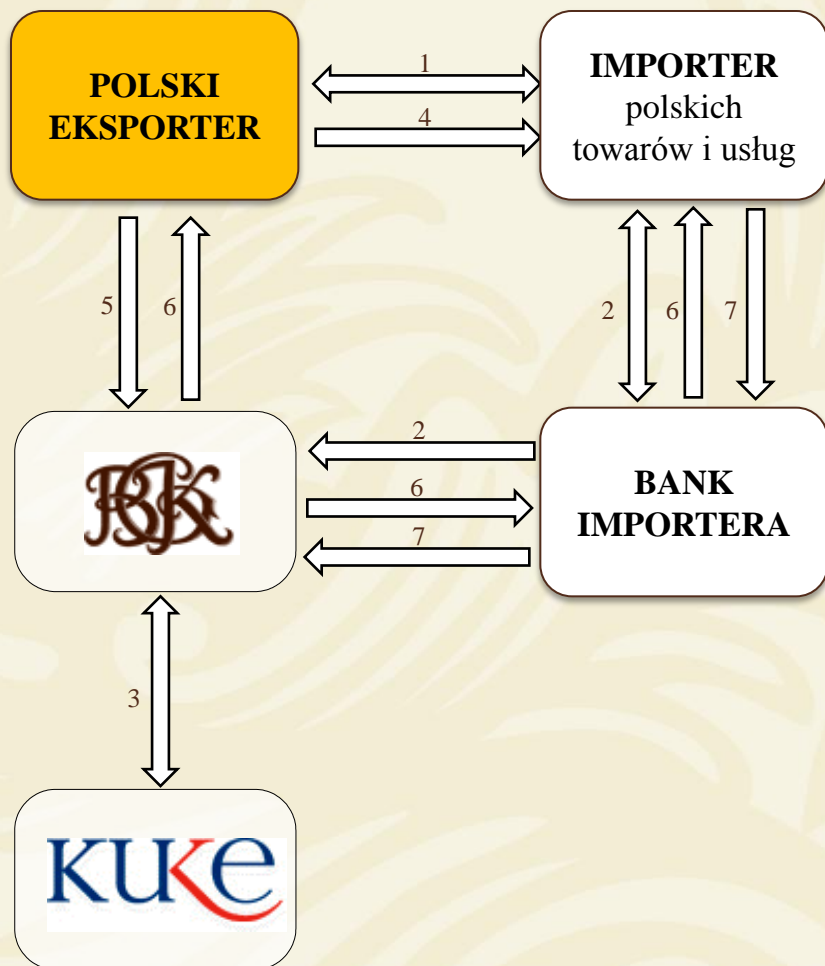 POLSKI
EKSPORTER
1
4
IMPORTER
polskich
towarów i usług
5
6
2
6
7
BGK
2
6
7
BANK
IMPORTERA
3
KUKE